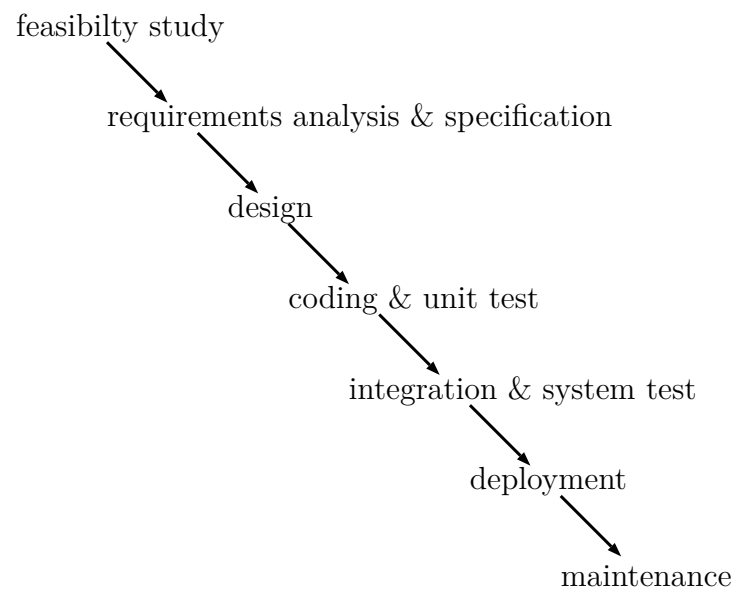 feasibilty study
requirements analysis & specification
design
coding & unit test
integration & system test
deployment
maintenance